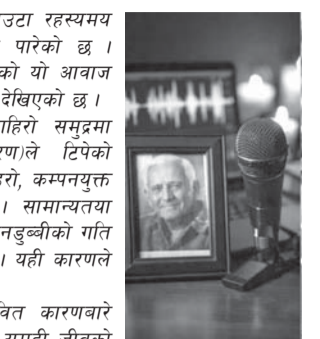 उटा रहस्यमय
पारेको छ ।
को यो आवाज
देखिएको छ ।
हिरो समुद्रमा
रण)ले टिपेको
हरो, कम्पनयुक्त
। सामान्यतया
नडुब्बीको गति
। यही कारणले
वित कारणबारे